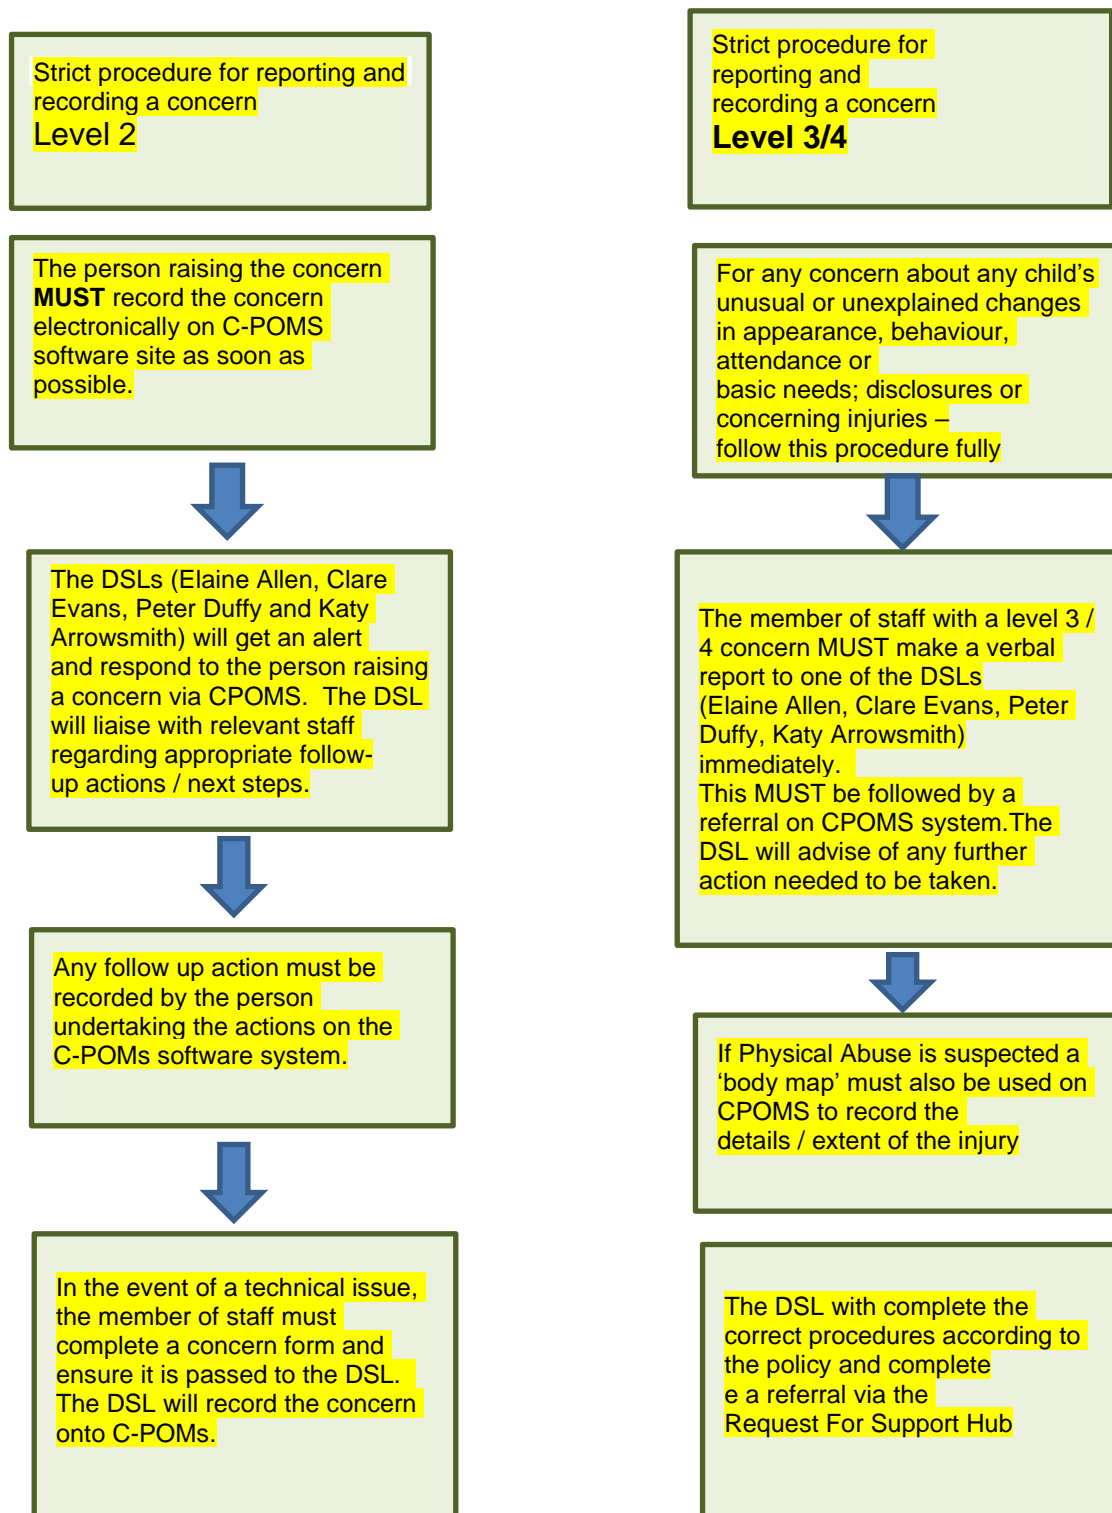 Strict procedure for reporting and
recording a concern
Level 2
The person raising the concern
MUST record the concern
electronically on C-POMS
software site as soon as
possible.
The DSLs (Elaine Allen, Clare
Evans, Peter Duffy and Katy
Arrowsmith) will get an alert
and respond to the person raising
a concern via CPOMS.  The DSL
will liaise with relevant staff
regarding appropriate follow-
up actions / next steps.
Any follow up action must be
recorded by the person
undertaking the actions on the
C-POMs software system.
In the event of a technical issue,
the member of staff must
complete a concern form and
ensure it is passed to the DSL.
The DSL will record the concern
onto C-POMs.
Strict procedure for
reporting and
recording a concern
Level 3/4
For any concern about any child's
unusual or unexplained changes
in appearance, behaviour,
attendance or
basic needs; disclosures or
concerning injuries –
follow this procedure fully
The member of staff with a level 3 /
4 concern MUST make a verbal
report to one of the DSLs
(Elaine Allen, Clare Evans, Peter
Duffy, Katy Arrowsmith)
immediately.
This MUST be followed by a
referral on CPOMS system.The
DSL will advise of any further
action needed to be taken.
If Physical Abuse is suspected a
‘body map’ must also be used on
CPOMS to record the
details / extent of the injury
The DSL with complete the
correct procedures according to
the policy and complete
e a referral via the
Request For Support Hub